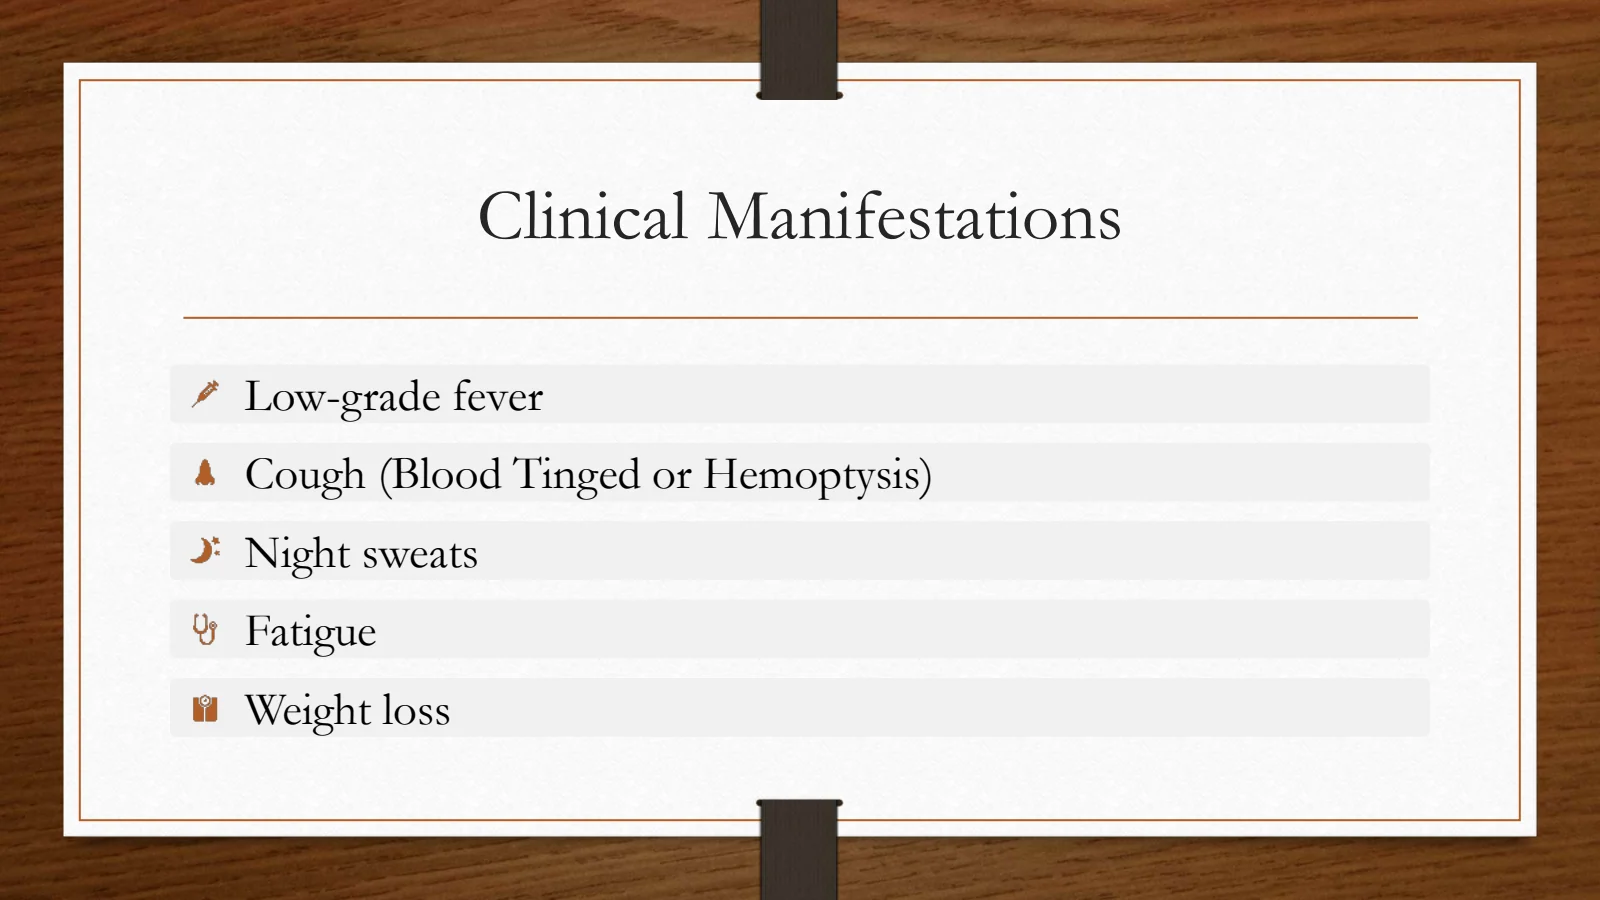 Clinical Manifestations
Low-grade fever
Cough (Blood Tinged or Hemoptysis)
Night sweats
Fatigue
Weight loss